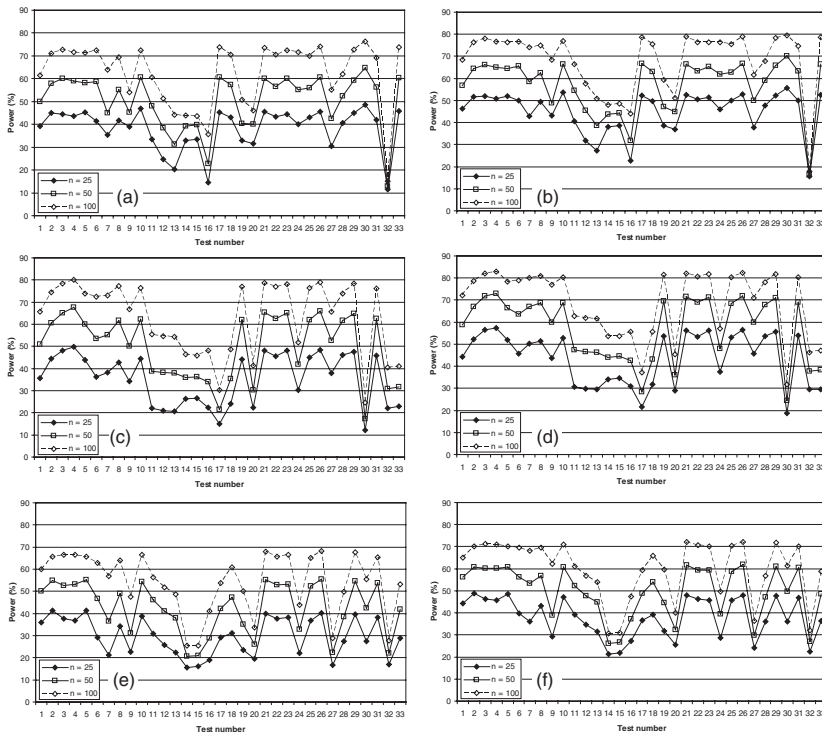 90
80
70
60
50
40
30
20
10
0
Power (%)
n = 25
n = 50
n = 100
(a)
1 2 3 4 5 6 7 8 9 10 11 12 13 14 15 16 17 18 19 20 21 22 23 24 25 26 27 28 29 30 31 32 33
Test number
90
80
70
60
50
40
30
20
10
0
Power (%)
n = 25
n = 50
n = 100
(b)
1 2 3 4 5 6 7 8 9 10 11 12 13 14 15 16 17 18 19 20 21 22 23 24 25 26 27 28 29 30 31 32 33
Test number
90
80
70
60
50
40
30
20
10
0
Power (%)
n = 25
n = 50
n = 100
(c)
1 2 3 4 5 6 7 8 9 10 11 12 13 14 15 16 17 18 19 20 21 22 23 24 25 26 27 28 29 30 31 32 33
Test number
90
80
70
60
50
40
30
20
10
0
Power (%)
n = 25
n = 50
n = 100
(d)
1 2 3 4 5 6 7 8 9 10 11 12 13 14 15 16 17 18 19 20 21 22 23 24 25 26 27 28 29 30 31 32 33
Test number
90
80
70
60
50
40
30
20
10
0
Power (%)
n = 25
n = 50
n = 100
(e)
1 2 3 4 5 6 7 8 9 10 11 12 13 14 15 16 17 18 19 20 21 22 23 24 25 26 27 28 29 30 31 32 33
Test number
90
80
70
60
50
40
30
20
10
0
Power (%)
n = 25
n = 50
n = 100
(f)
1 2 3 4 5 6 7 8 9 10 11 12 13 14 15 16 17 18 19 20 21 22 23 24 25 26 27 28 29 30 31 32 33
Test number